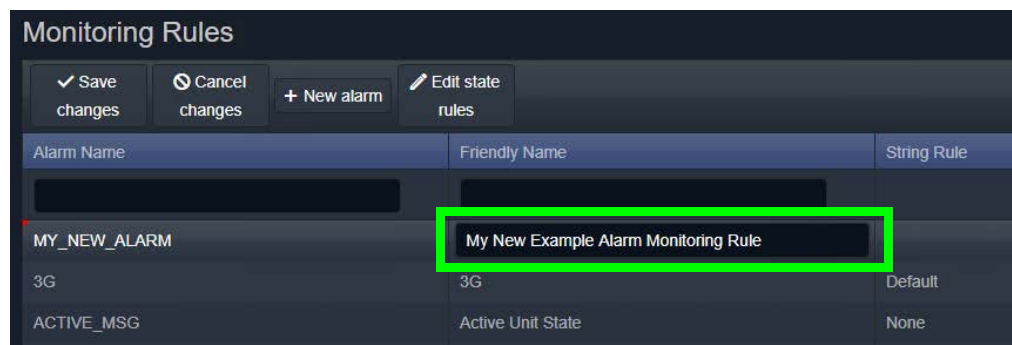 Monitoring Rules
Save changes
Cancel changes
+ New alarm
Edit state rules
Alarm Name Friendly Name String Rule
MY_NEW_ALARM My New Example Alarm Monitoring Rule
3G 3G Default
ACTIVE_MSG Active Unit State None